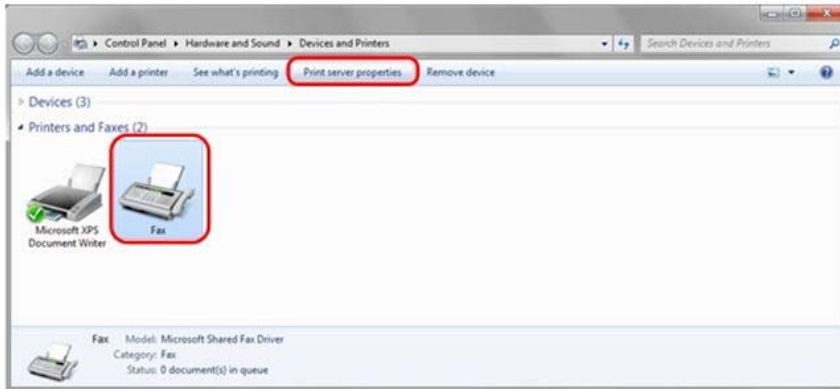 Control Panel ▸ Hardware and Sound ▸ Devices and Printers
Search Devices and Printers
Add a device Add a printer See what's printing Print server properties Remove device
Devices (3)
Printers and Faxes (2)
Microsoft XPS
Document Writer
Fax
Fax Model: Microsoft Shared Fax Driver
Category: Fax
Status: 0 document(s) in queue